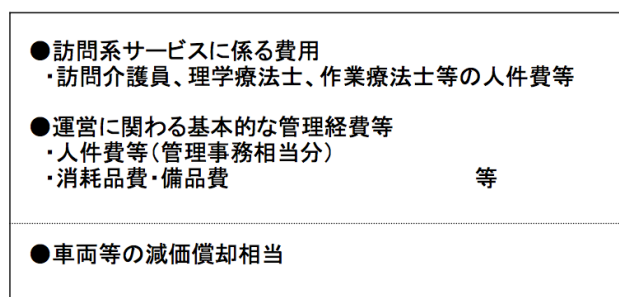 ●訪問系サービスに係る費用
・訪問介護員、理学療法士、作業療法士等の人件費等
●運営に関わる基本的な管理経費等
・人件費等(管理事務相当分)
・消耗品費・備品費 等
●車両等の減価償却相当